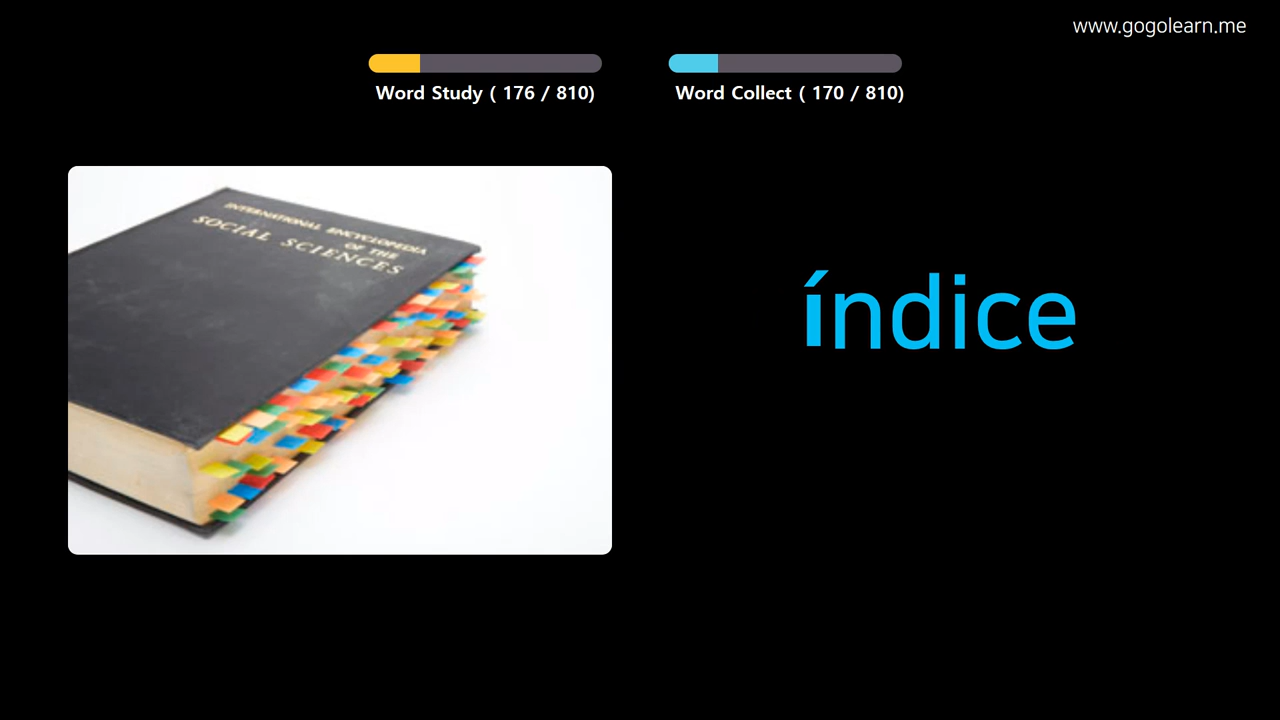 www.gogolearn.me
Word Study ( 176 / 810)
Word Collect ( 170 / 810)
INTERNATIONAL ENCYCLOPEDIA
OF THE
SOCIAL SCIENCES
índice